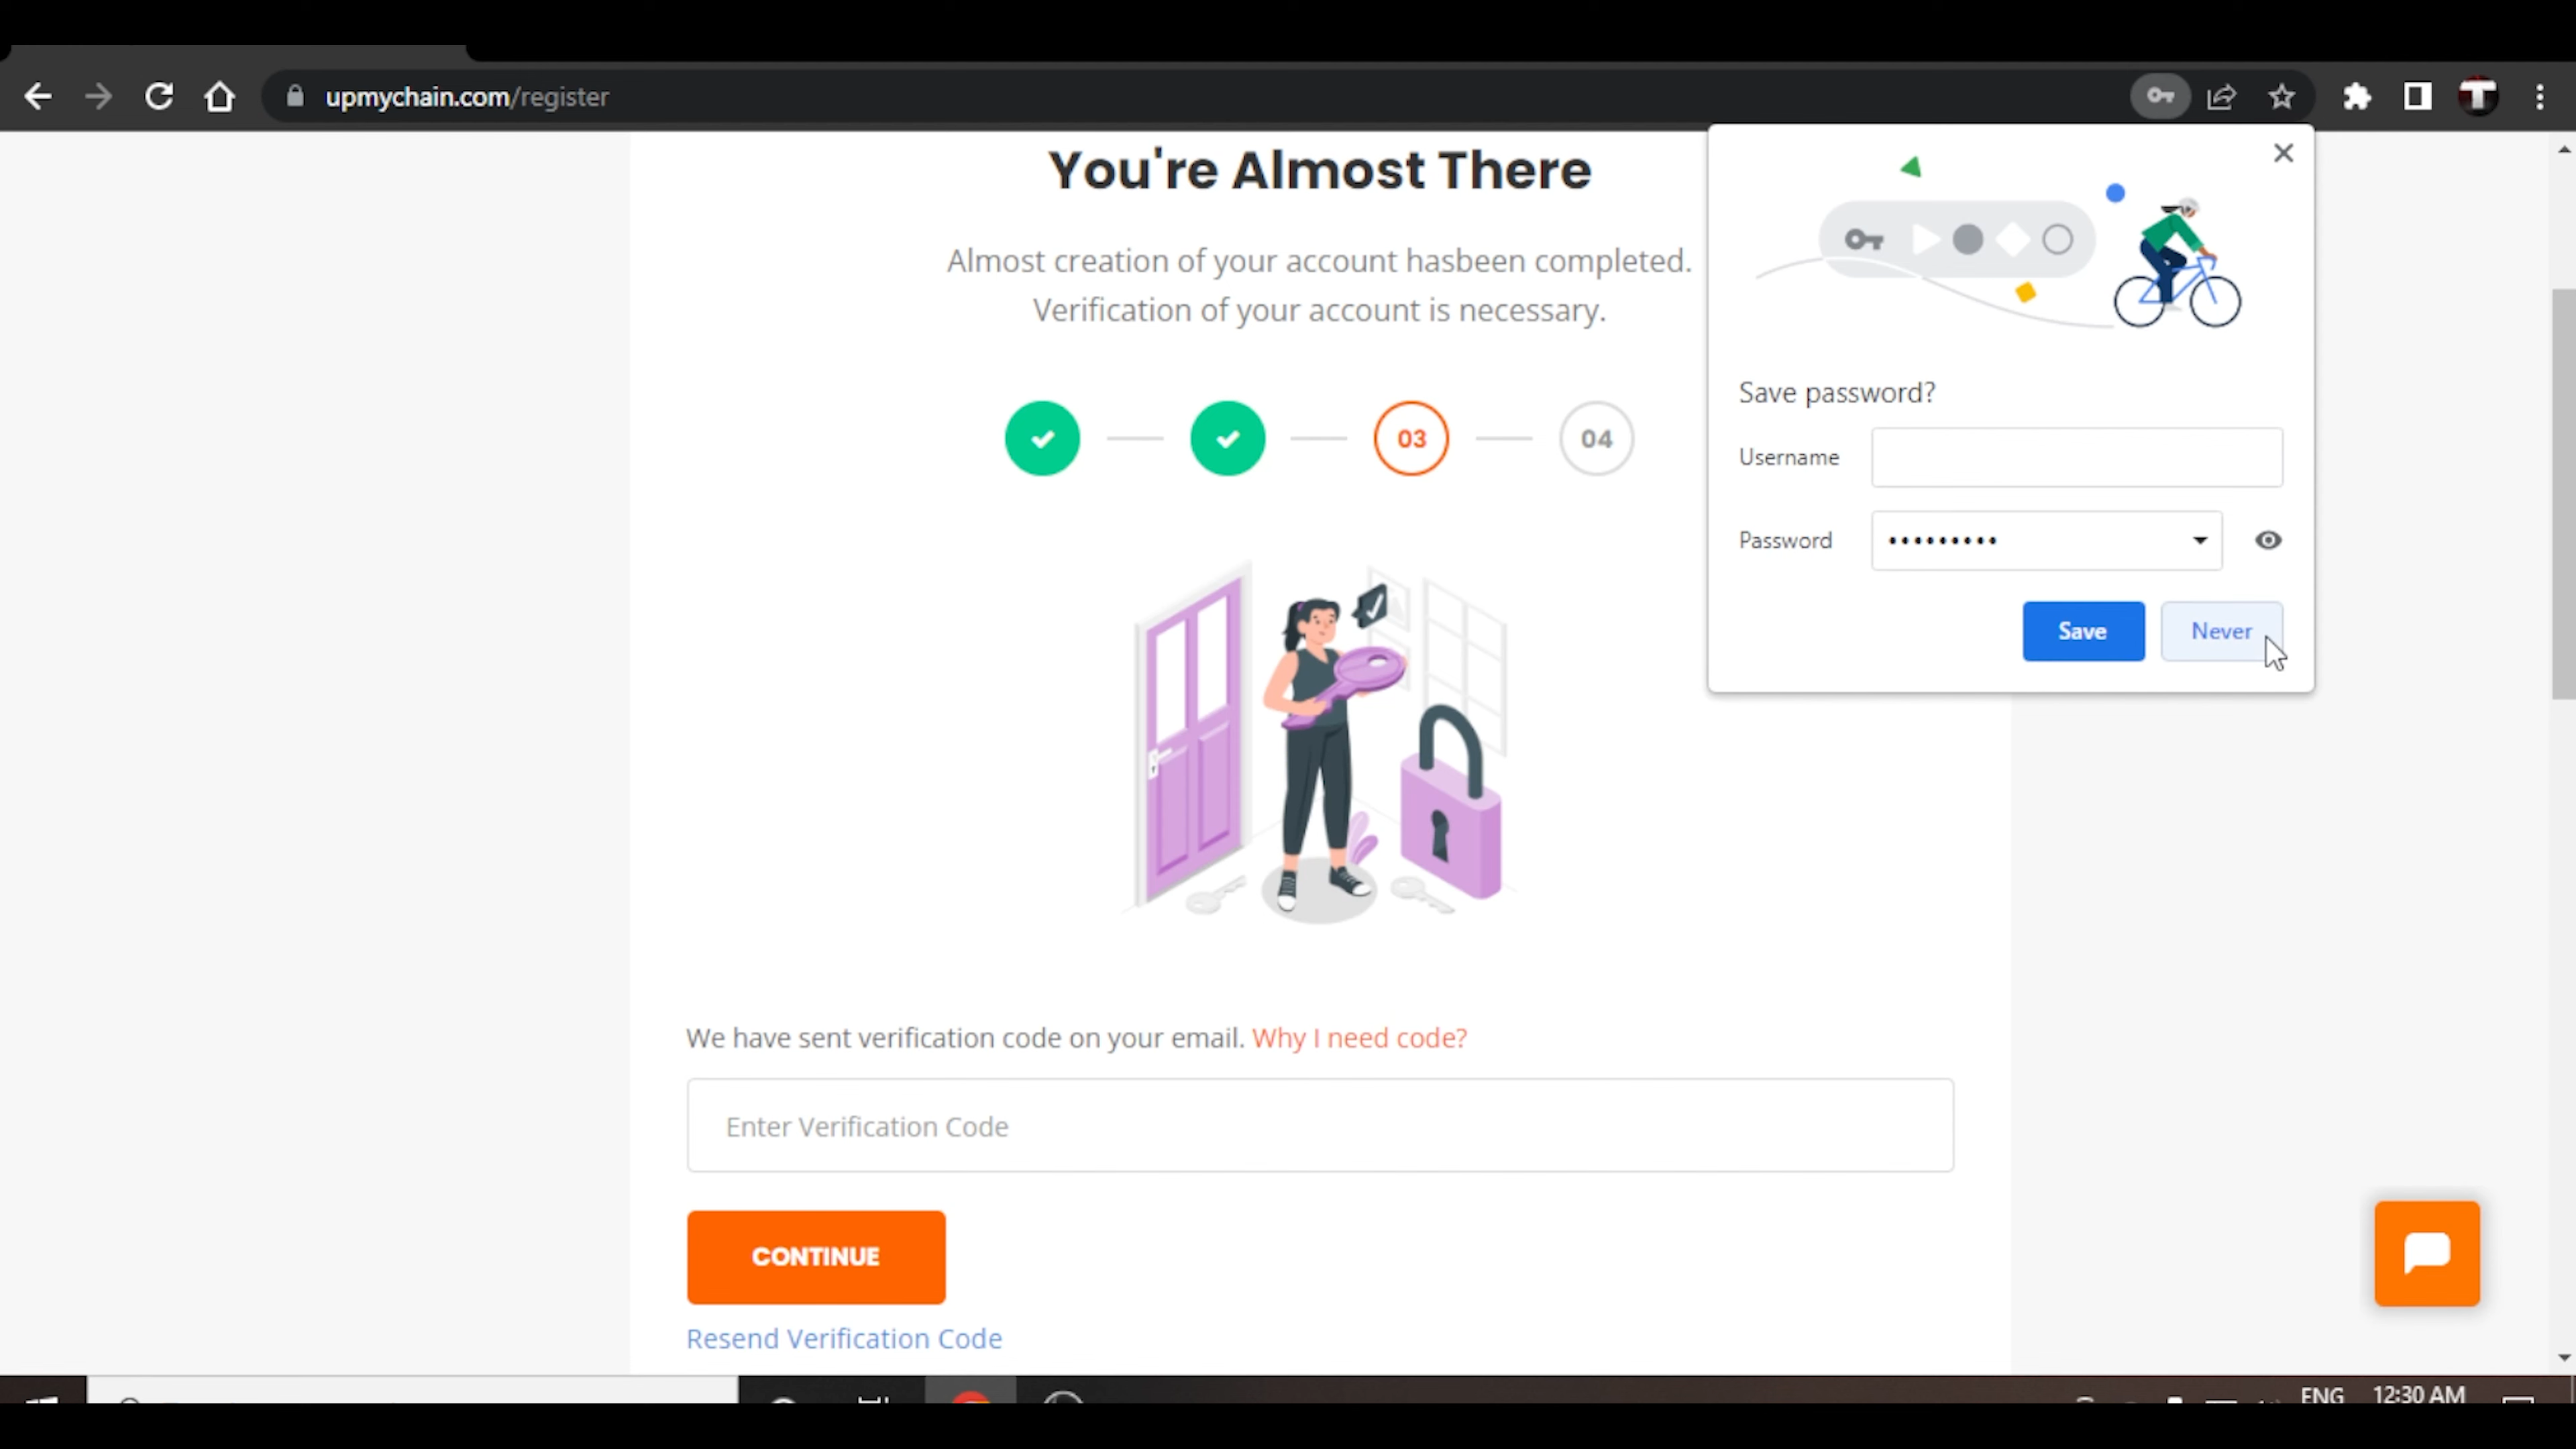 upmychain.com/register
You're Almost There
Almost creation of your account hasbeen completed.
Verification of your account is necessary.
03
04
Save password?
Username
Password
Save
Never
We have sent verification code on your email. Why I need code?
Enter Verification Code
CONTINUE
Resend Verification Code
ENG
12:30 AM